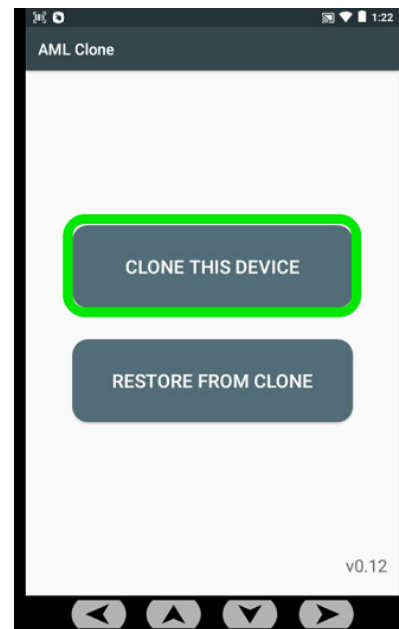 1:22
AML Clone
CLONE THIS DEVICE
RESTORE FROM CLONE
v0.12